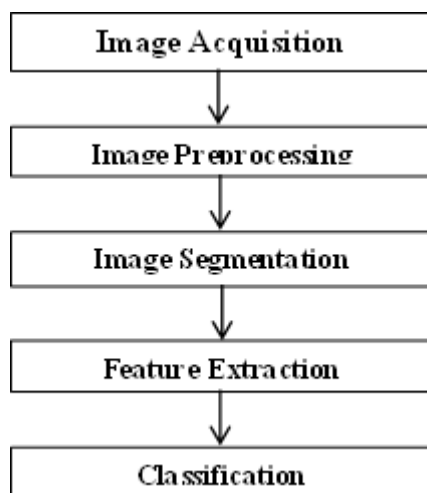 Image Acquisition
Image Preprocessing
Image Segmentation
Feature Extraction
Classification